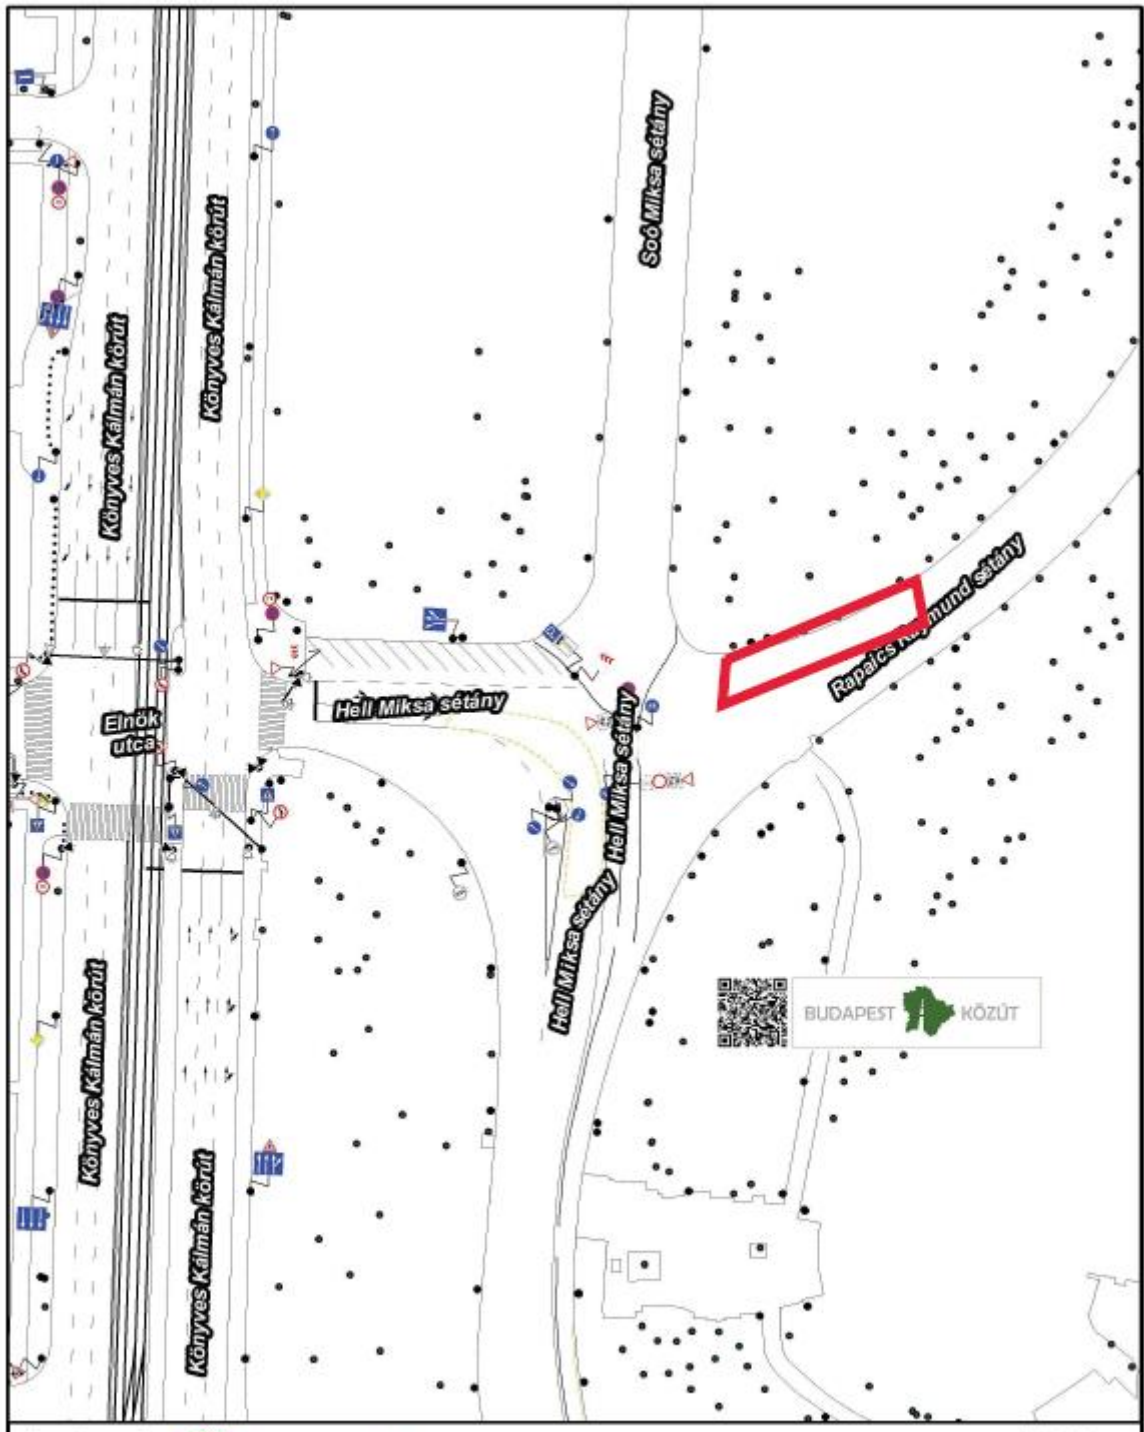 Soó Miksa sétány
Könyves Kálmán körút
Könyves Kálmán körút
Rapaics Raymund sétány
Hell Miksa sétány
Elnök
utca
Hell Miksa sétány
Hell Miksa sétány
BUDAPEST KÖZÚT
Könyves Kálmán körút
Könyves Kálmán körút